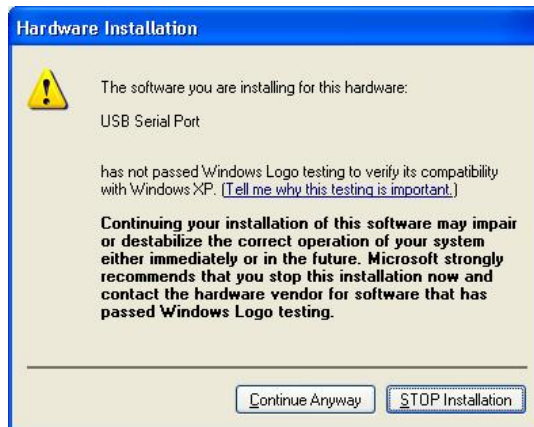 Hardware Installation
The software you are installing for this hardware:
USB Serial Port
has not passed Windows Logo testing to verify its compatibility
with Windows XP. (Tell me why this testing is important.)
Continuing your installation of this software may impair
or destabilize the correct operation of your system
either immediately or in the future. Microsoft strongly
recommends that you stop this installation now and
contact the hardware vendor for software that has
passed Windows Logo testing.
Continue Anyway
STOP Installation